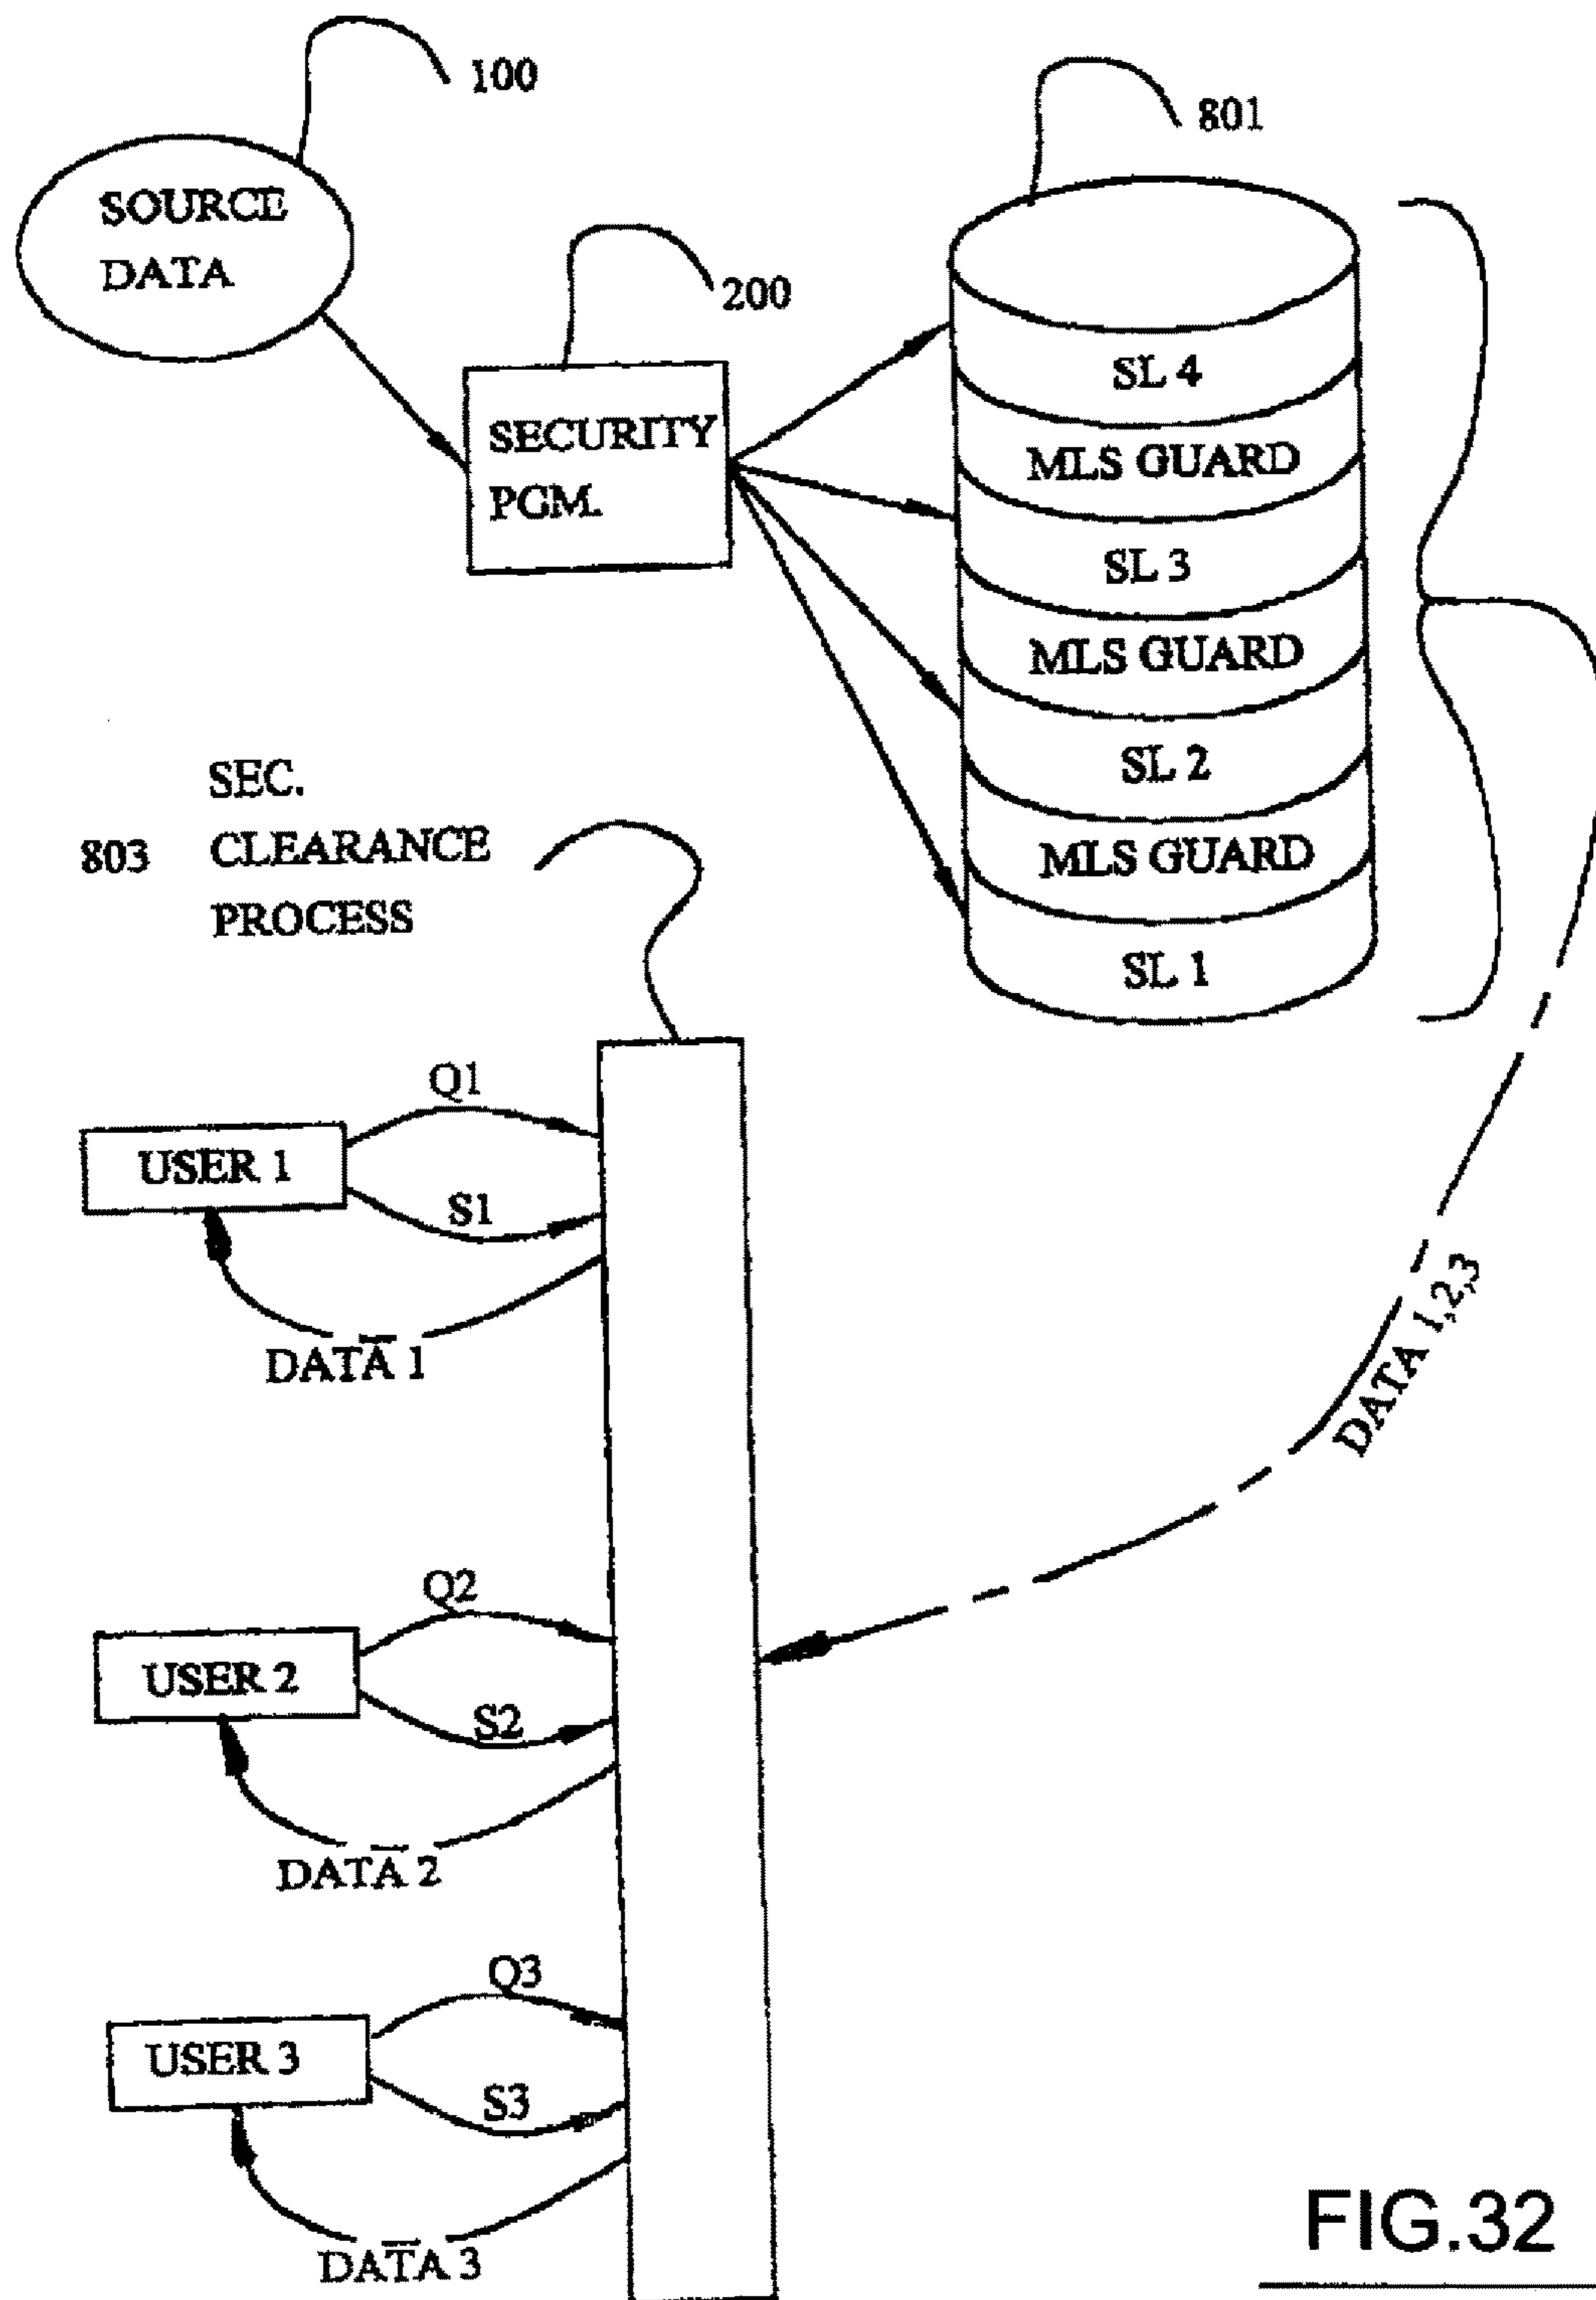 100
801
SOURCE
DATA
200
SECURITY
PGM.
SL 4
MLS GUARD
SL 3
MLS GUARD
SL 2
MLS GUARD
SL 1
SEC.
803 CLEARANCE
PROCESS
Q1
USER 1
S1
DATA 1
DATA 1,2,3
Q2
USER 2
S2
DATA 2
Q3
USER 3
S3
DATA 3
FIG.32